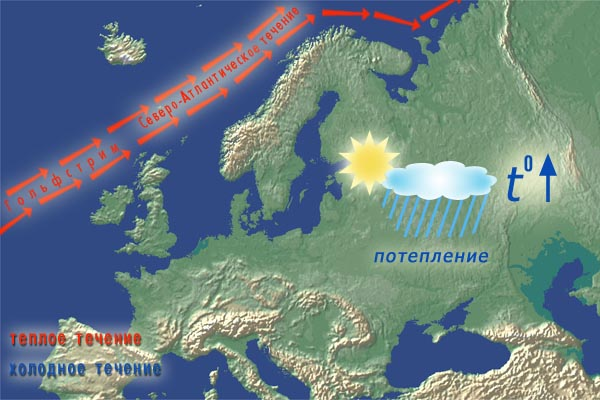 Северо-Атлантическое течение
Гольфстрим
t⁰
потепление
теплое течение
холодное течение